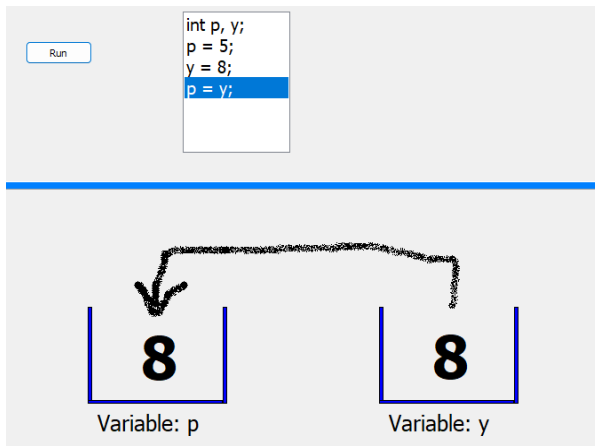 Run
int p, y;
p = 5;
y = 8;
p = y;
8
8
Variable: p
Variable: y